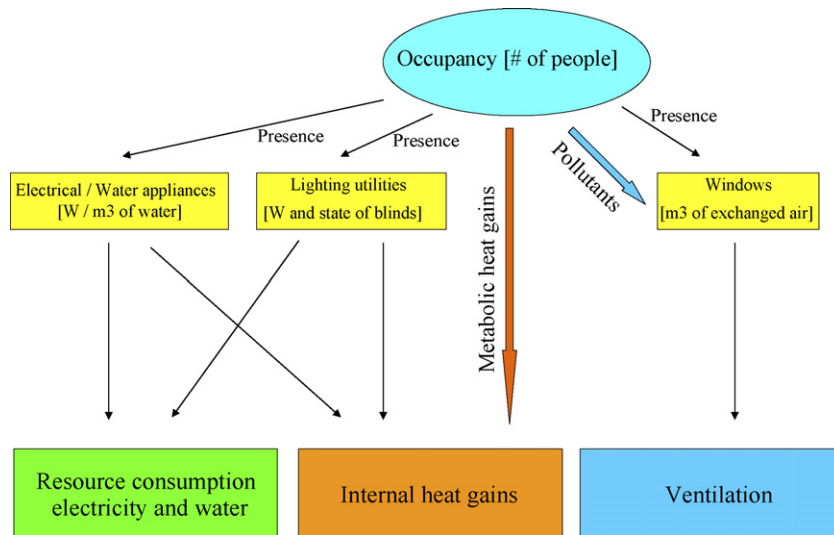 Occupancy [# of people]
Presence
Presence
Presence
Pollutants
Electrical / Water appliances
[W / m3 of water]
Lighting utilities
[W and state of blinds]
Windows
[m3 of exchanged air]
Metabolic heat gains
Resource consumption
electricity and water
Internal heat gains
Ventilation